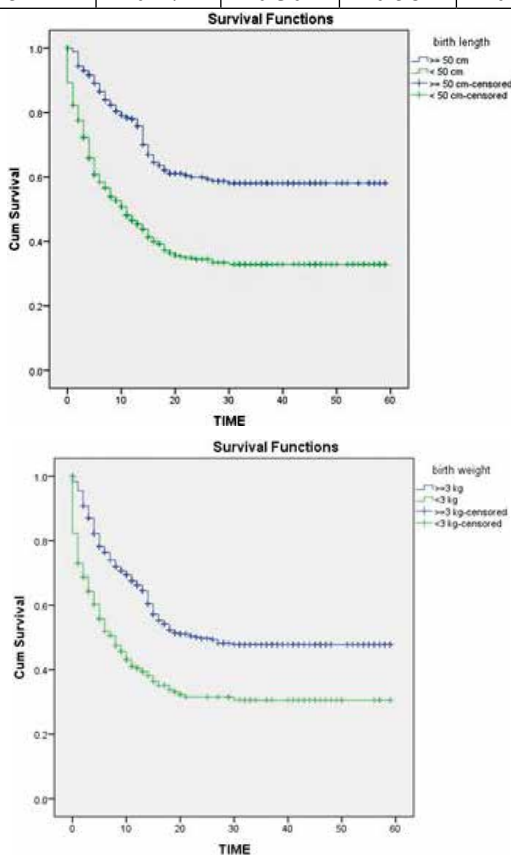 Survival Functions
birth length
>= 50 cm
< 50 cm
>= 50 cm-censored
< 50 cm-censored
1.0
0.8
0.6
0.4
0.2
0.0
Cum Survival
0 10 20 30 40 50 60
TIME
Survival Functions
birth weight
>=3 kg
<3 kg
>=3 kg-censored
<3 kg-censored
1.0
0.8
0.6
0.4
0.2
0.0
Cum Survival
0 10 20 30 40 50 60
TIME